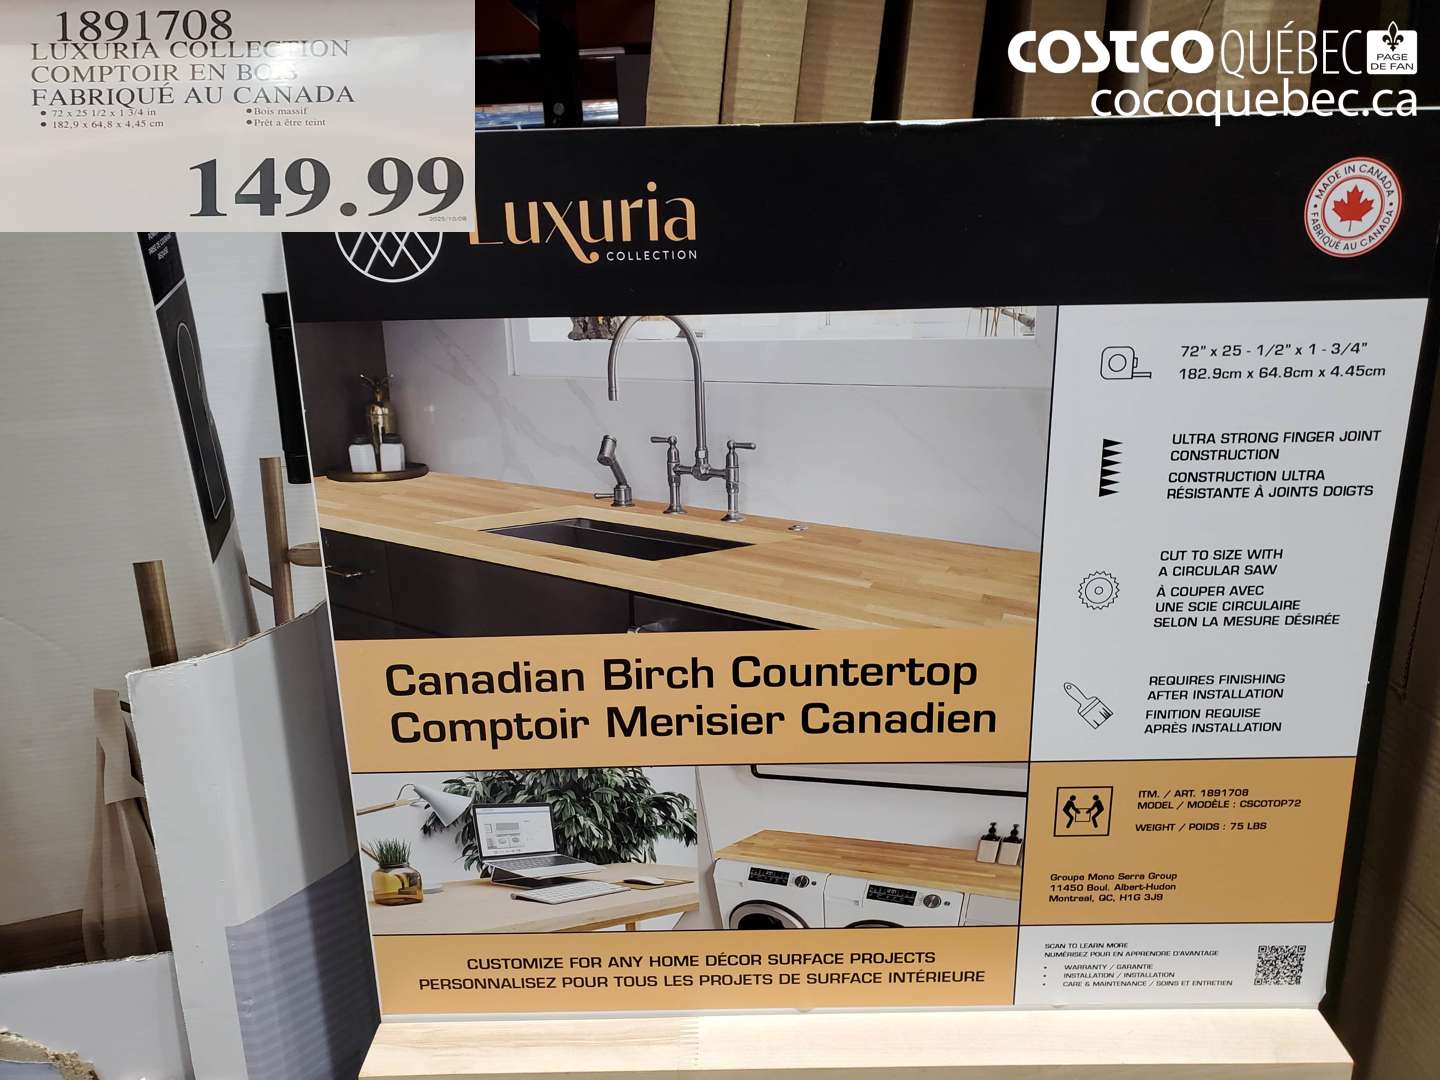 1891708
LUXURIA COLLECTION
COMPTOIR EN BOIS
FABRIQUÉ AU CANADA
• 72 x 25 1/2 x 1 3/4 in
• Bois massif
• 182,9 x 64,8 x 4,45 cm
• Prêt a être teint
149.99
2025/10/08
COSTCO QUÉBEC
PAGE
DE FAN
cocoquebec.ca
Luxuria
COLLECTION
MADE IN CANADA
FABRIQUÉ AU CANADA
72” x 25 - 1/2” x 1 - 3/4”
182.9cm x 64.8cm x 4.45cm
ULTRA STRONG FINGER JOINT
CONSTRUCTION
CONSTRUCTION ULTRA
RÉSISTANTE À JOINTS DOIGTS
CUT TO SIZE WITH
A CIRCULAR SAW
À COUPER AVEC
UNE SCIE CIRCULAIRE
SELON LA MESURE DÉSIRÉE
REQUIRES FINISHING
AFTER INSTALLATION
FINITION REQUISE
APRÈS INSTALLATION
Canadian Birch Countertop
Comptoir Merisier Canadien
ITM. / ART. 1891708
MODEL / MODÈLE : CSCOTOP72
WEIGHT / POIDS : 75 LBS
Groupe Mono Serra Group
11450 Boul. Albert-Hudon
Montreal, QC, H1G 3J9
CUSTOMIZE FOR ANY HOME DÉCOR SURFACE PROJECTS
PERSONNALISEZ POUR TOUS LES PROJETS DE SURFACE INTÉRIEURE
SCAN TO LEARN MORE
NUMÉRISEZ POUR EN APPRENDRE D'AVANTAGE
• WARRANTY / GARANTIE
• INSTALLATION / INSTALLATION
• CARE & MAINTENANCE / SOINS ET ENTRETIEN